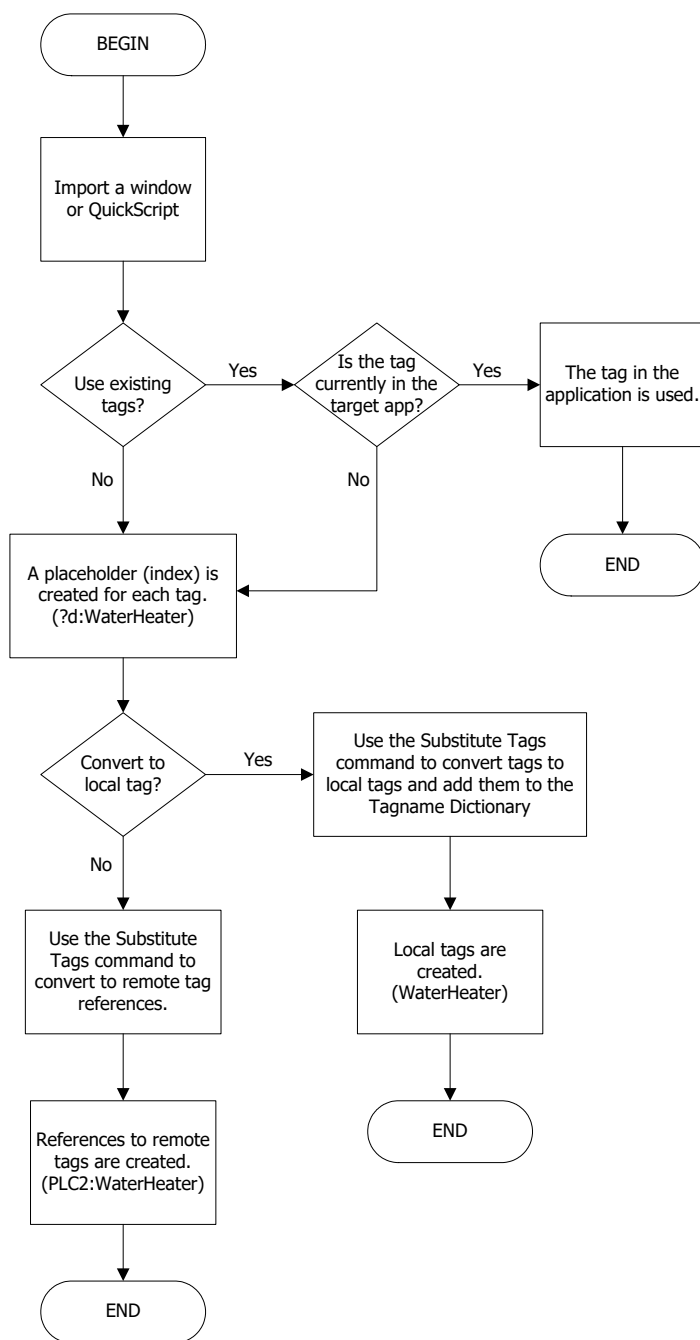 BEGIN
Import a window
or QuickScript
Use existing
tags?
Yes
Is the tag
currently in the
target app?
Yes
The tag in the
application is used.
No
No
END
A placeholder (index) is
created for each tag.
(?d:WaterHeater)
Convert to
local tag?
Yes
Use the Substitute Tags
command to convert tags to
local tags and add them to the
Tagname Dictionary
No
Use the Substitute
Tags command to
convert to remote tag
references.
Local tags are
created.
(WaterHeater)
END
References to remote
tags are created.
(PLC2:WaterHeater)
END